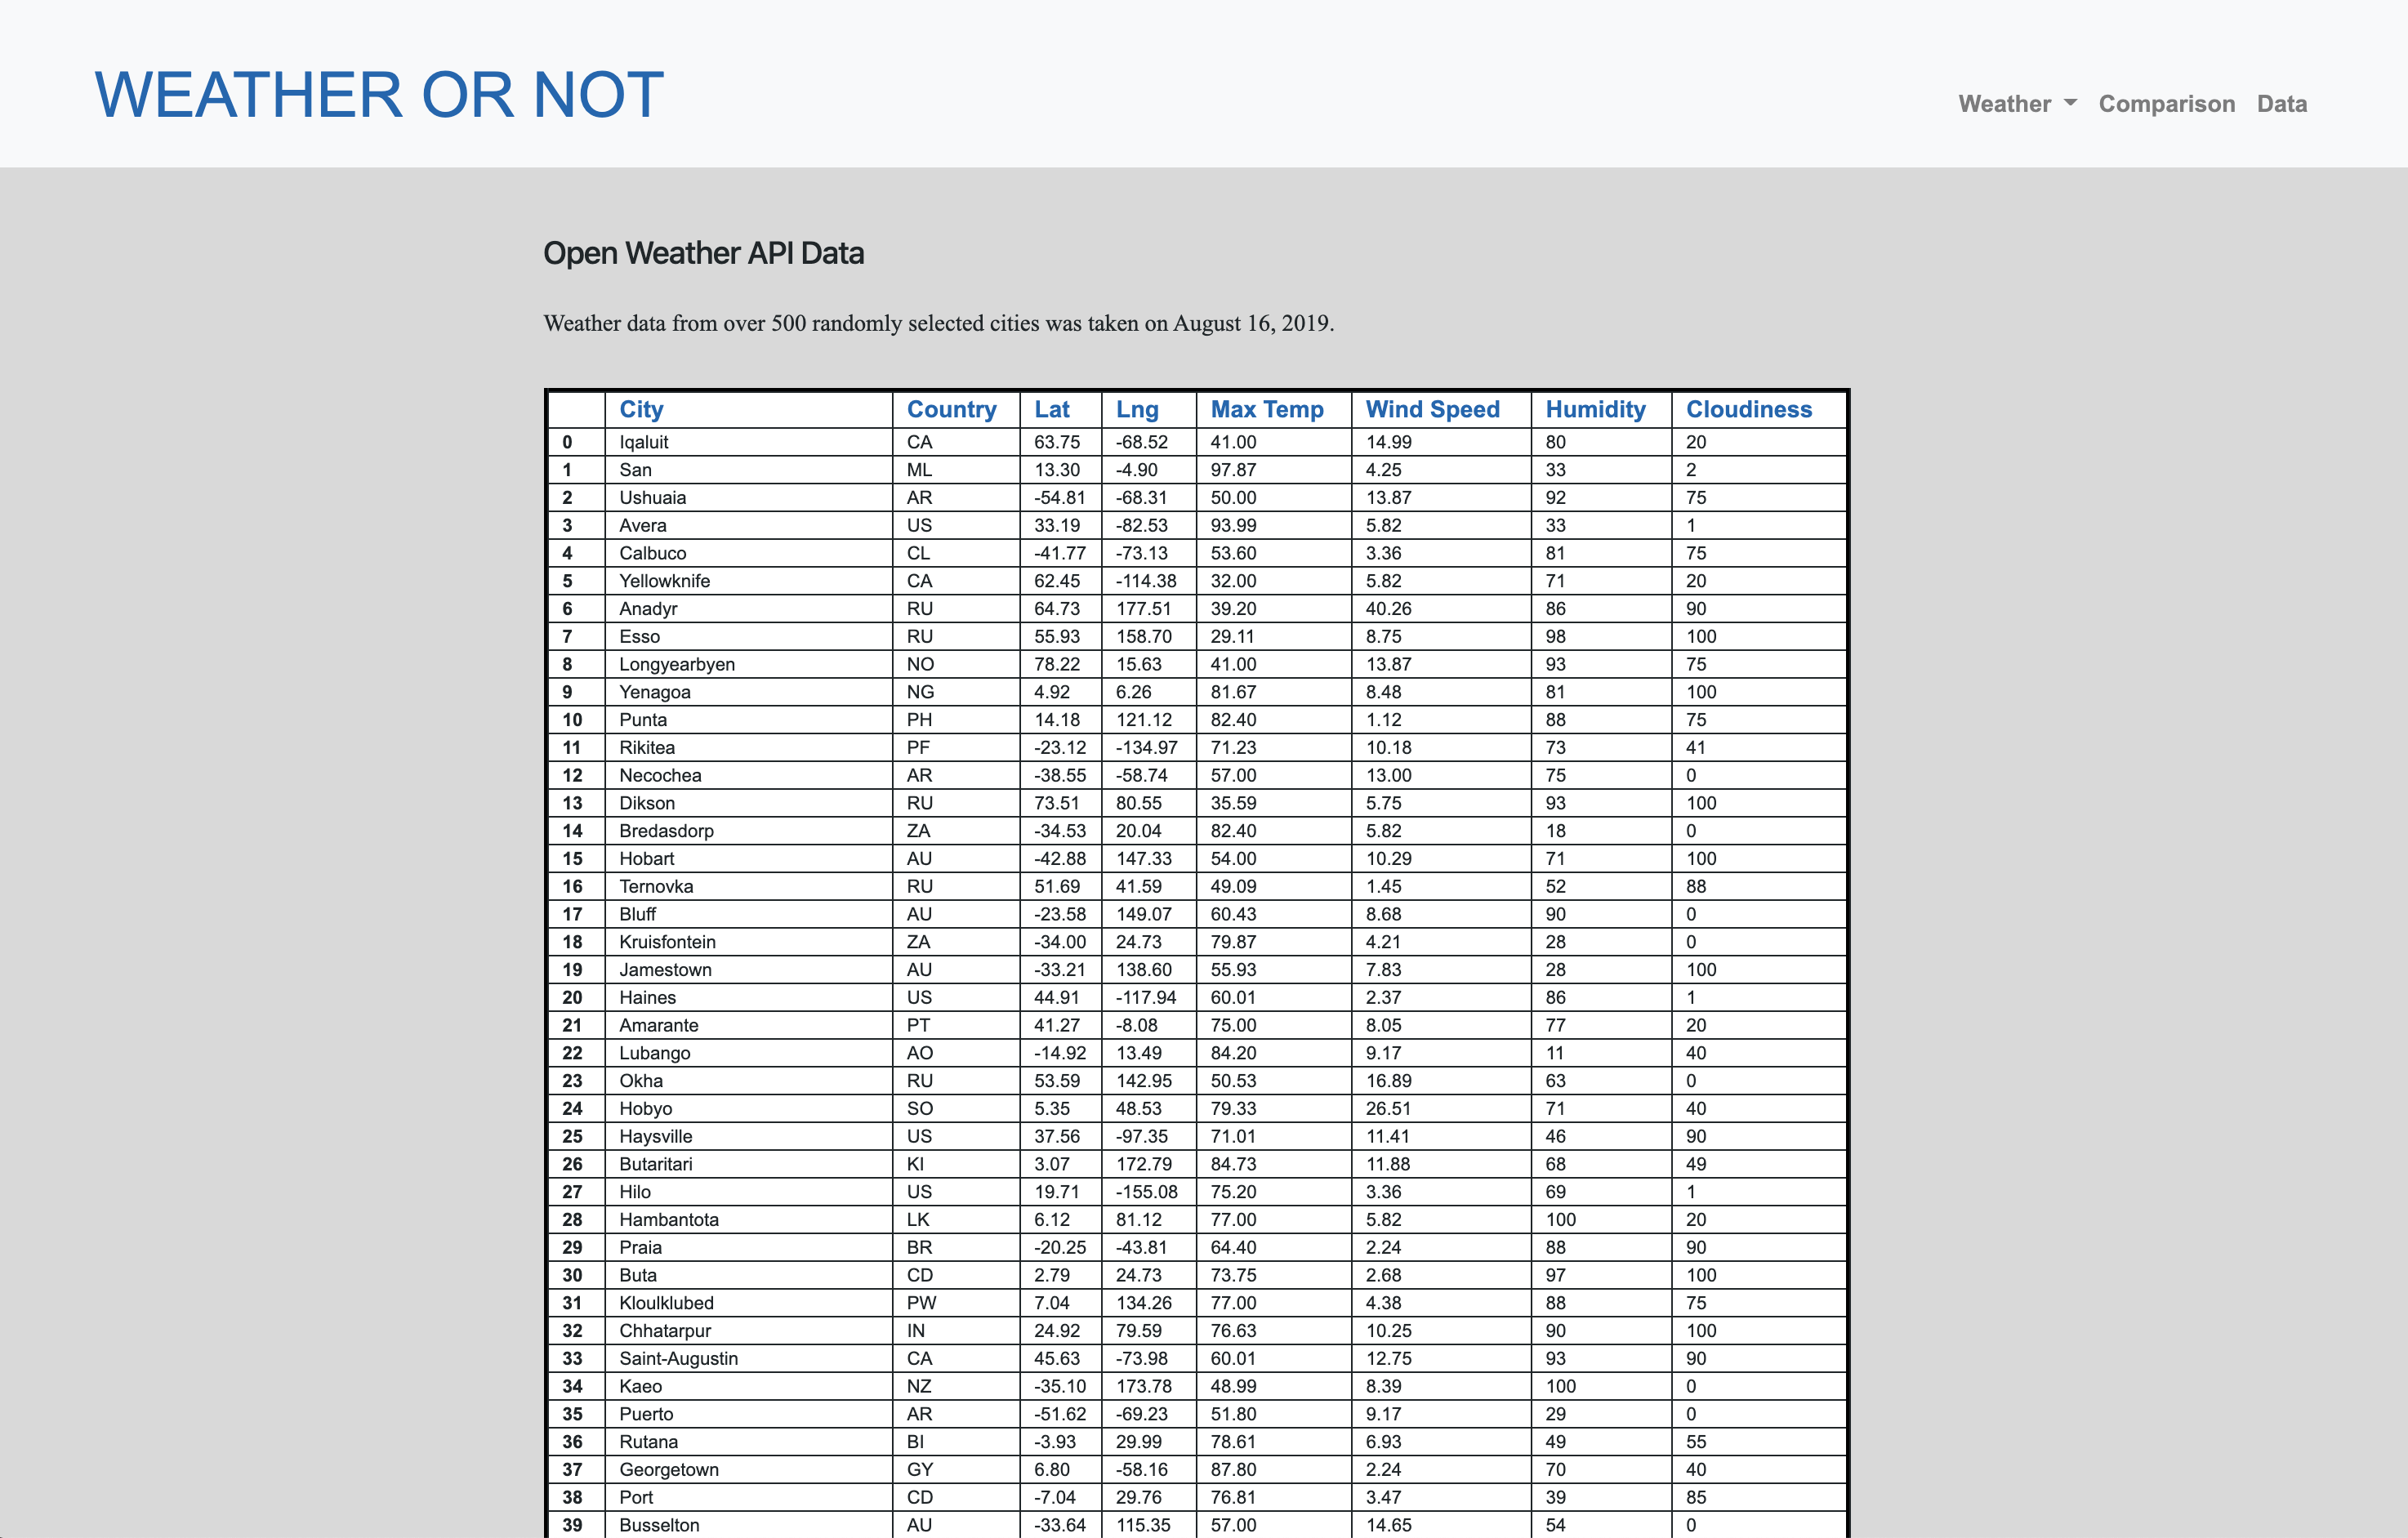 WEATHER OR NOT
Weather Comparison Data
Open Weather API Data
Weather data from over 500 randomly selected cities was taken on August 16, 2019.
City Country Lat Lng Max Temp Wind Speed Humidity Cloudiness
0 Iqaluit CA 63.75 -68.52 41.00 14.99 80 20
1 San ML 13.30 -4.90 97.87 4.25 33 2
2 Ushuaia AR -54.81 -68.31 50.00 13.87 92 75
3 Avera US 33.19 -82.53 93.99 5.82 33 1
4 Calbuco CL -41.77 -73.13 53.60 3.36 81 75
5 Yellowknife CA 62.45 -114.38 32.00 5.82 71 20
6 Anadyr RU 64.73 177.51 39.20 40.26 86 90
7 Esso RU 55.93 158.70 29.11 8.75 98 100
8 Longyearbyen NO 78.22 15.63 41.00 13.87 93 75
9 Yenagoa NG 4.92 6.26 81.67 8.48 81 100
10 Punta PH 14.18 121.12 82.40 1.12 88 75
11 Rikitea PF -23.12 -134.97 71.23 10.18 73 41
12 Necochea AR -38.55 -58.74 57.00 13.00 75 0
13 Dikson RU 73.51 80.55 35.59 5.75 93 100
14 Bredasdorp ZA -34.53 20.04 82.40 5.82 18 0
15 Hobart AU -42.88 147.33 54.00 10.29 71 100
16 Ternovka RU 51.69 41.59 49.09 1.45 52 88
17 Bluff AU -23.58 149.07 60.43 8.68 90 0
18 Kruisfontein ZA -34.00 24.73 79.87 4.21 28 0
19 Jamestown AU -33.21 138.60 55.93 7.83 28 100
20 Haines US 44.91 -117.94 60.01 2.37 86 1
21 Amarante PT 41.27 -8.08 75.00 8.05 77 20
22 Lubango AO -14.92 13.49 84.20 9.17 11 40
23 Okha RU 53.59 142.95 50.53 16.89 63 0
24 Hobyo SO 5.35 48.53 79.33 26.51 71 40
25 Haysville US 37.56 -97.35 71.01 11.41 46 90
26 Butaritari KI 3.07 172.79 84.73 11.88 68 49
27 Hilo US 19.71 -155.08 75.20 3.36 69 1
28 Hambantota LK 6.12 81.12 77.00 5.82 100 20
29 Praia BR -20.25 -43.81 64.40 2.24 88 90
30 Buta CD 2.79 24.73 73.75 2.68 97 100
31 Kloulklubed PW 7.04 134.26 77.00 4.38 88 75
32 Chhatarpur IN 24.92 79.59 76.63 10.25 90 100
33 Saint-Augustin CA 45.63 -73.98 60.01 12.75 93 90
34 Kaeo NZ -35.10 173.78 48.99 8.39 100 0
35 Puerto AR -51.62 -69.23 51.80 9.17 29 0
36 Rutana BI -3.93 29.99 78.61 6.93 49 55
37 Georgetown GY 6.80 -58.16 87.80 2.24 70 40
38 Port CD -7.04 29.76 76.81 3.47 39 85
39 Busselton AU -33.64 115.35 57.00 14.65 54 0